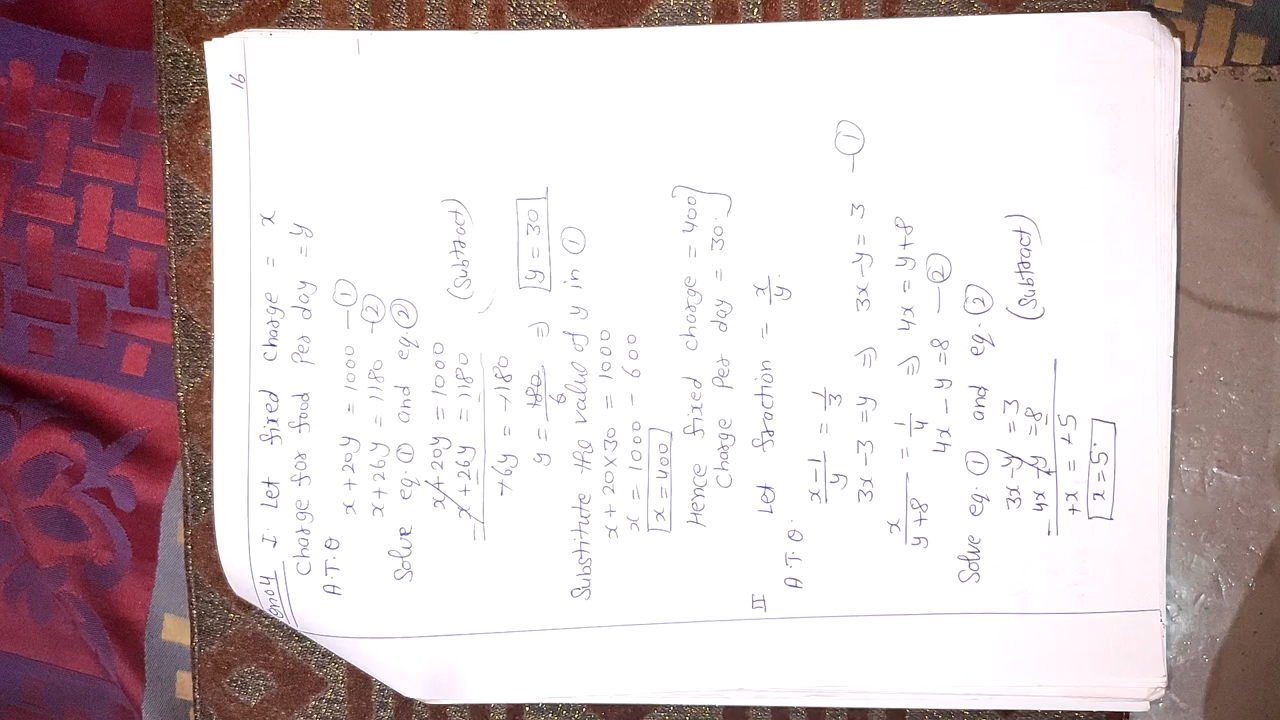 16
Qno4 I Let fixed charge = x
Charge for food Per day = y
A.T.Q
x + 20y = 1000 —①
x + 26y = 1180 —②
Solve eq. ① and eq. ②
x + 20y = 1000
x + 26y = 1180 (Subtract)
6y = 180
y = 180/6 ⇒ y = 30
Substitute the value of y in ①
x + 20 × 30 = 1000
x = 1000 - 600
x = 400
Hence fixed charge = 400
Charge Per day = 30.
II Let fraction = x/y.
A.T.Q.
x-1/y = 1/3
3x - 3 = y ⇒ 3x - y = 3 —①
x/y+8 = 1/4 ⇒ 4x = y + 8
4x - y = 8 —②
Solve eq. ① and eq. ②
3x - y = 3
4x - y = 8 (Subtract)
+x = +5
x = 5.